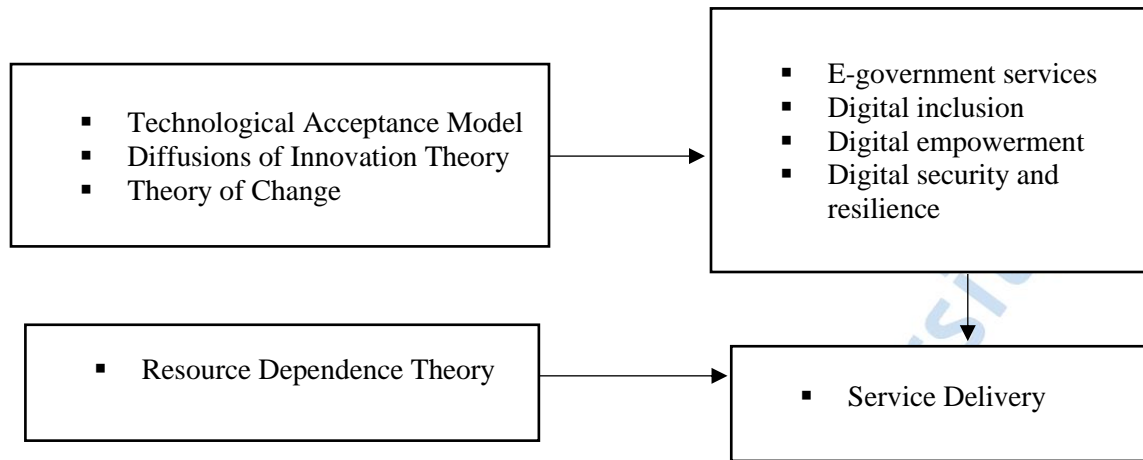 ▪ Technological Acceptance Model
▪ Diffusions of Innovation Theory
▪ Theory of Change
▪ E-government services
▪ Digital inclusion
▪ Digital empowerment
▪ Digital security and
resilience
▪ Resource Dependence Theory
▪ Service Delivery